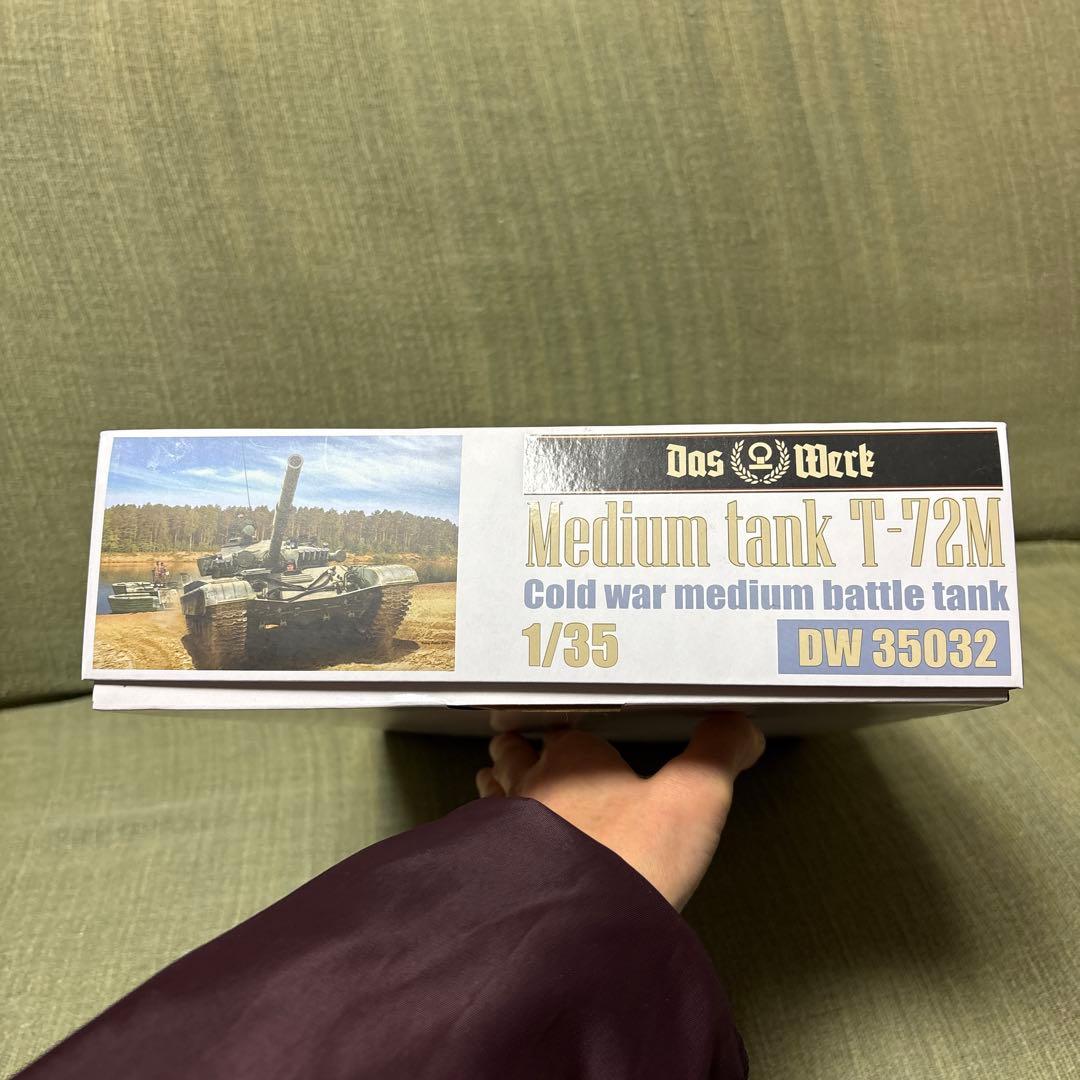 Das Werk
Medium tank T-72M
Cold war medium battle tank
1/35
DW 35032